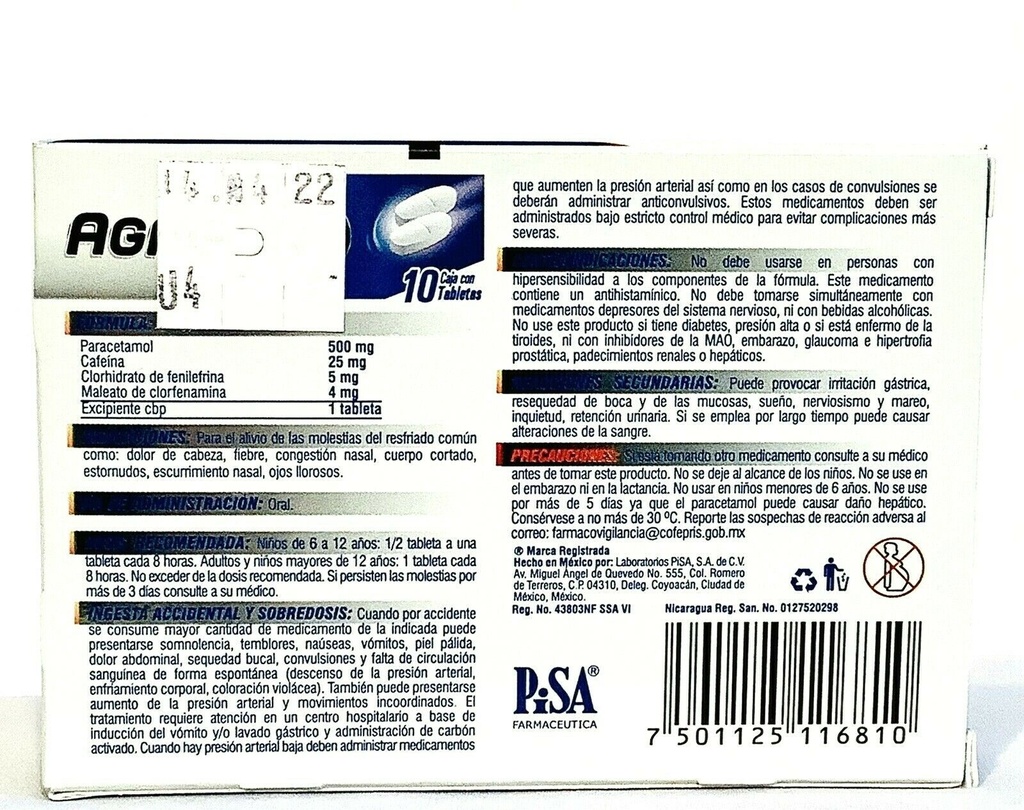 14 .04 22
AG
04
10 Caja con
Tabletas
FÓRMULA
Paracetamol 500 mg
Cafeína 25 mg
Clorhidrato de fenilefrina 5 mg
Maleato de clorfenamina 4 mg
Excipiente cbp 1 tableta
INDICACIONES: Para el alivio de las molestias del resfriado común
como: dolor de cabeza, fiebre, congestión nasal, cuerpo cortado,
estornudos, escurrimiento nasal, ojos llorosos.
ADMINISTRACIÓN: Oral.
RECOMENDADA: Niños de 6 a 12 años: 1/2 tableta a una
tableta cada 8 horas. Adultos y niños mayores de 12 años: 1 tableta cada
8 horas. No exceder de la dosis recomendada. Si persisten las molestias por
más de 3 días consulte a su médico.
INGESTA ACCIDENTAL Y SOBREDOSIS: Cuando por accidente
se consume mayor cantidad de medicamento de la indicada puede
presentarse somnolencia, temblores, naúseas, vómitos, piel pálida,
dolor abdominal, sequedad bucal, convulsiones y falta de circulación
sanguínea de forma espontánea (descenso de la presión arterial,
enfriamiento corporal, coloración violácea). También puede presentarse
aumento de la presión arterial y movimientos incoordinados. El
tratamiento requiere atención en un centro hospitalario a base de
inducción del vómito y/o lavado gástrico y administración de carbón
activado. Cuando hay presión arterial baja deben administrar medicamentos
que aumenten la presión arterial así como en los casos de convulsiones se
deberán administrar anticonvulsivos. Estos medicamentos deben ser
administrados bajo estricto control médico para evitar complicaciones más
severas.
CONTRAINDICACIONES: No debe usarse en personas con
hipersensibilidad a los componentes de la fórmula. Este medicamento
contiene un antihistamínico. No debe tomarse simultáneamente con
medicamentos depresores del sistema nervioso, ni con bebidas alcohólicas.
No use este producto si tiene diabetes, presión alta o si está enfermo de la
tiroides, ni con inhibidores de la MAO, embarazo, glaucoma e hipertrofia
prostática, padecimientos renales o hepáticos.
REACCIONES SECUNDARIAS: Puede provocar irritación gástrica,
resequedad de boca y de las mucosas, sueño, nerviosismo y mareo,
inquietud, retención urinaria. Si se emplea por largo tiempo puede causar
alteraciones de la sangre.
PRECAUCIONES: Si está tomando otro medicamento consulte a su médico
antes de tomar este producto. No se deje al alcance de los niños. No se use en
el embarazo ni en la lactancia. No usar en niños menores de 6 años. No se use
por más de 5 días ya que el paracetamol puede causar daño hepático.
Consérvese a no más de 30 ºC. Reporte las sospechas de reacción adversa al
correo: farmacovigilancia@cofepris.gob.mx
® Marca Registrada
Hecho en México por: Laboratorios PiSA, S.A. de C.V.
Av. Miguel Ángel de Quevedo No. 555, Col. Romero
de Terreros, C.P. 04310, Deleg. Coyoacán, Ciudad de
México, México.
Reg. No. 43803NF SSA VI Nicaragua Reg. San. No. 0127520298
PiSA®
FARMACEUTICA
7 501125 116810